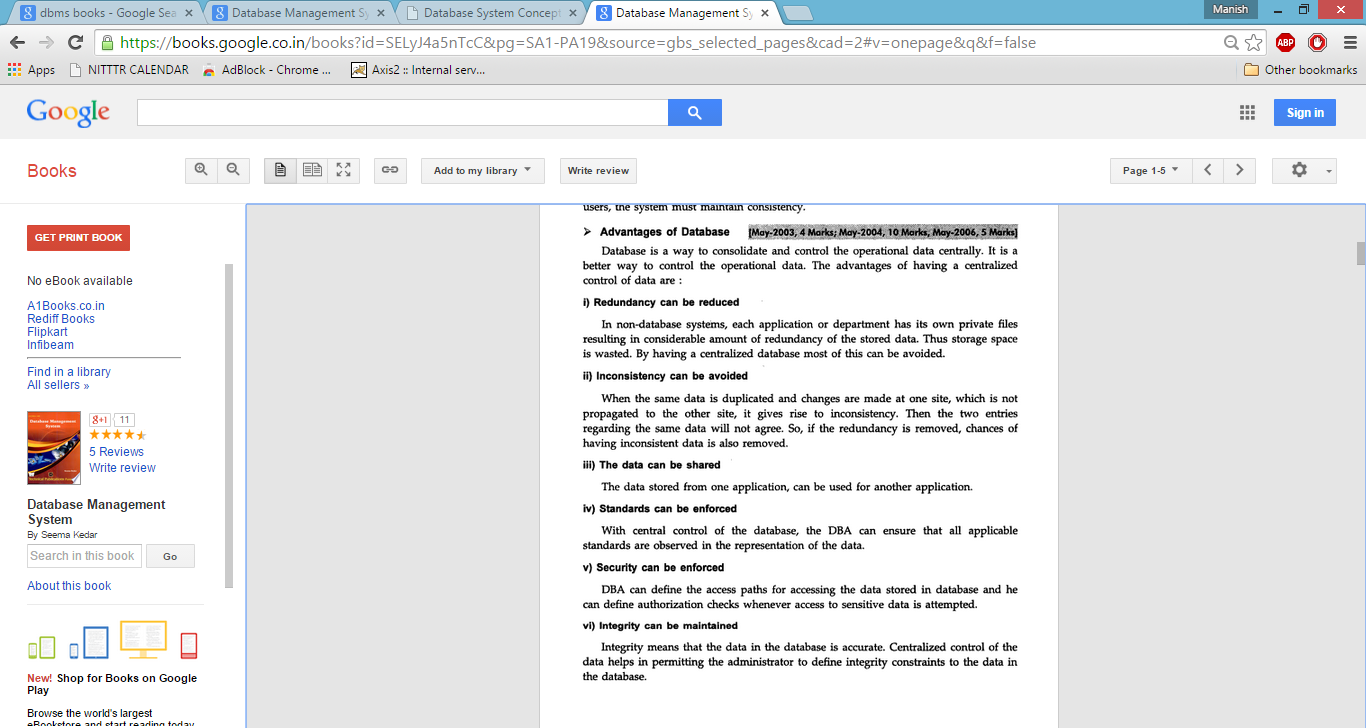 dbms books - Google Sea
Database Management Sy
Database System Concept
Database Management Sy
Manish
https://books.google.co.in/books?id=SELyJ4a5nTcC&pg=SA1-PA19&source=gbs_selected_pages&cad=2#v=onepage&q&f=false
ABP
Apps
NITTTR CALENDAR
AdBlock - Chrome ...
Axis2 :: Internal serv...
Other bookmarks
Google
Sign in
Books
Add to my library
Write review
Page 1-5
GET PRINT BOOK
No eBook available
A1Books.co.in
Rediff Books
Flipkart
Infibeam
Find in a library
All sellers »
g+1 11
5 Reviews
Write review
Database Management
System
Database Management
System
By Seema Kedar
Search in this book
Go
About this book
New! Shop for Books on Google
Play
Browse the world's largest
eBookstore and start reading today
users, the system must maintain consistency.
➢ Advantages of Database [May-2003, 4 Marks; May-2004, 10 Marks, May-2006, 5 Marks]
Database is a way to consolidate and control the operational data centrally. It is a
better way to control the operational data. The advantages of having a centralized
control of data are :
i) Redundancy can be reduced
In non-database systems, each application or department has its own private files
resulting in considerable amount of redundancy of the stored data. Thus storage space
is wasted. By having a centralized database most of this can be avoided.
ii) Inconsistency can be avoided
When the same data is duplicated and changes are made at one site, which is not
propagated to the other site, it gives rise to inconsistency. Then the two entries
regarding the same data will not agree. So, if the redundancy is removed, chances of
having inconsistent data is also removed.
iii) The data can be shared
The data stored from one application, can be used for another application.
iv) Standards can be enforced
With central control of the database, the DBA can ensure that all applicable
standards are observed in the representation of the data.
v) Security can be enforced
DBA can define the access paths for accessing the data stored in database and he
can define authorization checks whenever access to sensitive data is attempted.
vi) Integrity can be maintained
Integrity means that the data in the database is accurate. Centralized control of the
data helps in permitting the administrator to define integrity constraints to the data in
the database.